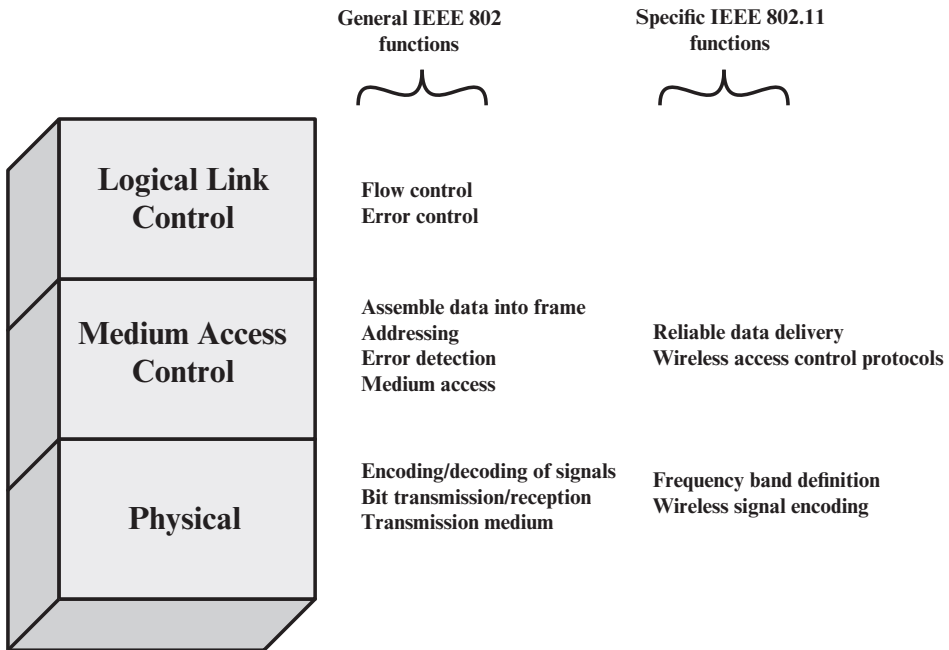 General IEEE 802
functions
Specific IEEE 802.11
functions
Logical Link
Control
Flow control
Error control
Medium Access
Control
Assemble data into frame
Addressing
Error detection
Medium access
Reliable data delivery
Wireless access control protocols
Physical
Encoding/decoding of signals
Bit transmission/reception
Transmission medium
Frequency band definition
Wireless signal encoding